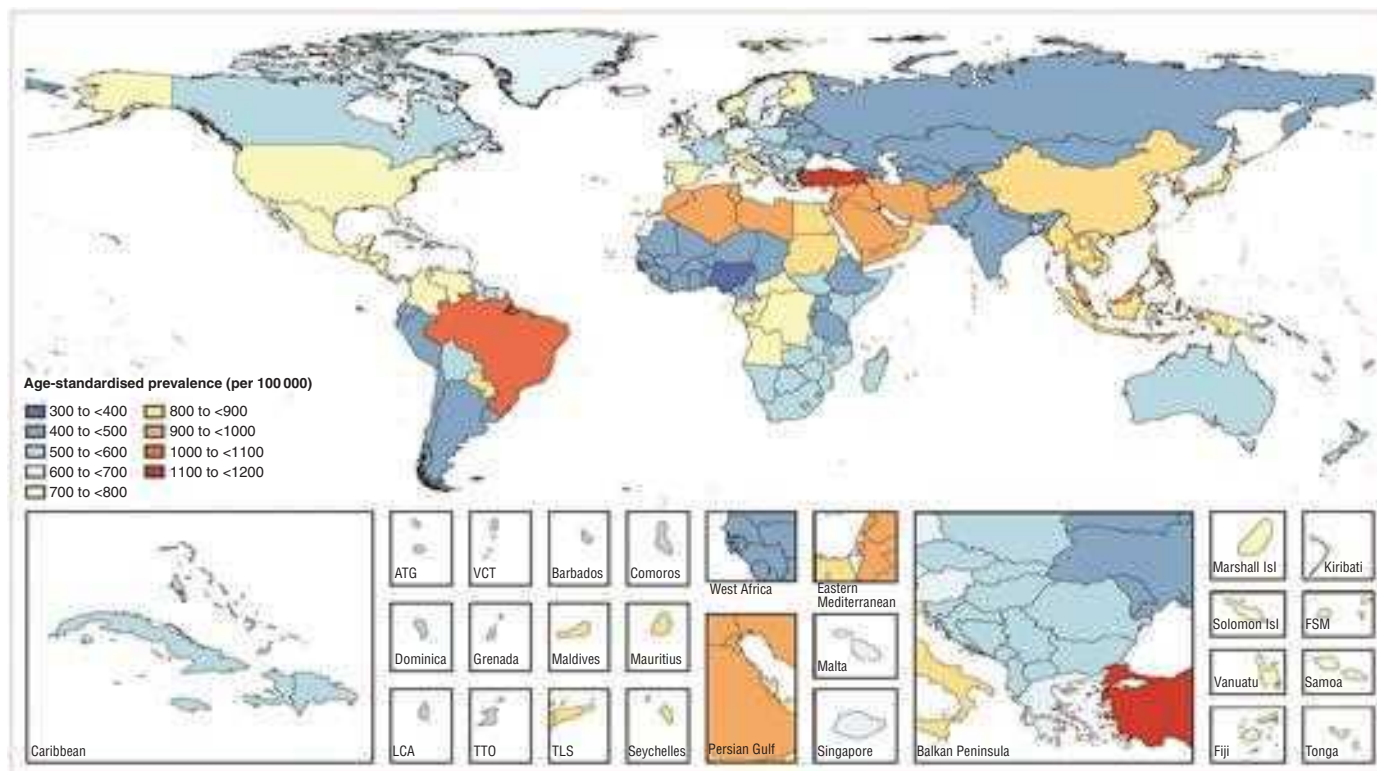 Age-standardised prevalence (per 100 000)
300 to <400
400 to <500
500 to <600
600 to <700
700 to <800
800 to <900
900 to <1000
1000 to <1100
1100 to <1200
Caribbean
ATG
VCT
Barbados
Comoros
Dominica
Grenada
Maldives
Mauritius
LCA
TTO
TLS
Seychelles
West Africa
Eastern
Mediterranean
Persian Gulf
Malta
Singapore
Balkan Peninsula
Marshall Isl
Kiribati
Solomon Isl
FSM
Vanuatu
Samoa
Fiji
Tonga